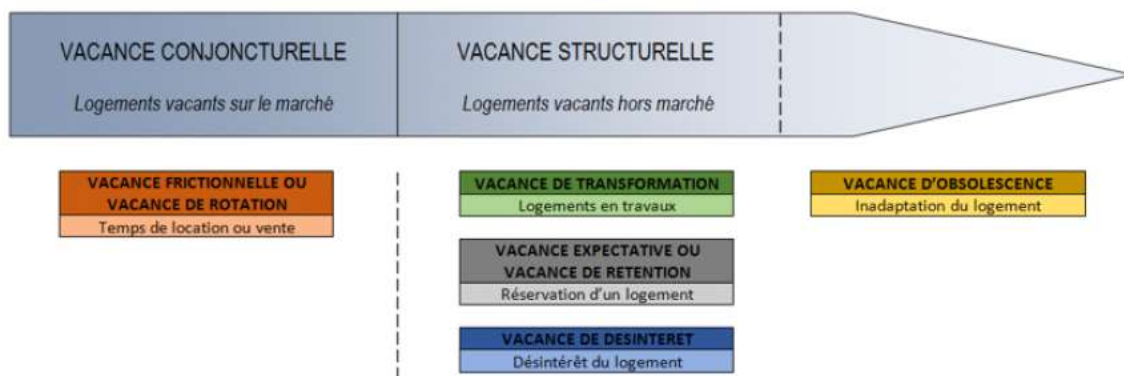 VACANCE CONJONCTURELLE
Logements vacants sur le marché
VACANCE STRUCTURELLE
Logements vacants hors marché
VACANCE FRICTIONNELLE OU
VACANCE DE ROTATION
Temps de location ou vente
VACANCE DE TRANSFORMATION
Logements en travaux
VACANCE EXPECTATIVE OU
VACANCE DE RETENTION
Réservation d'un logement
VACANCE DE DESINTERET
Désintérêt du logement
VACANCE D'OBSOLESCENCE
Inadaptation du logement